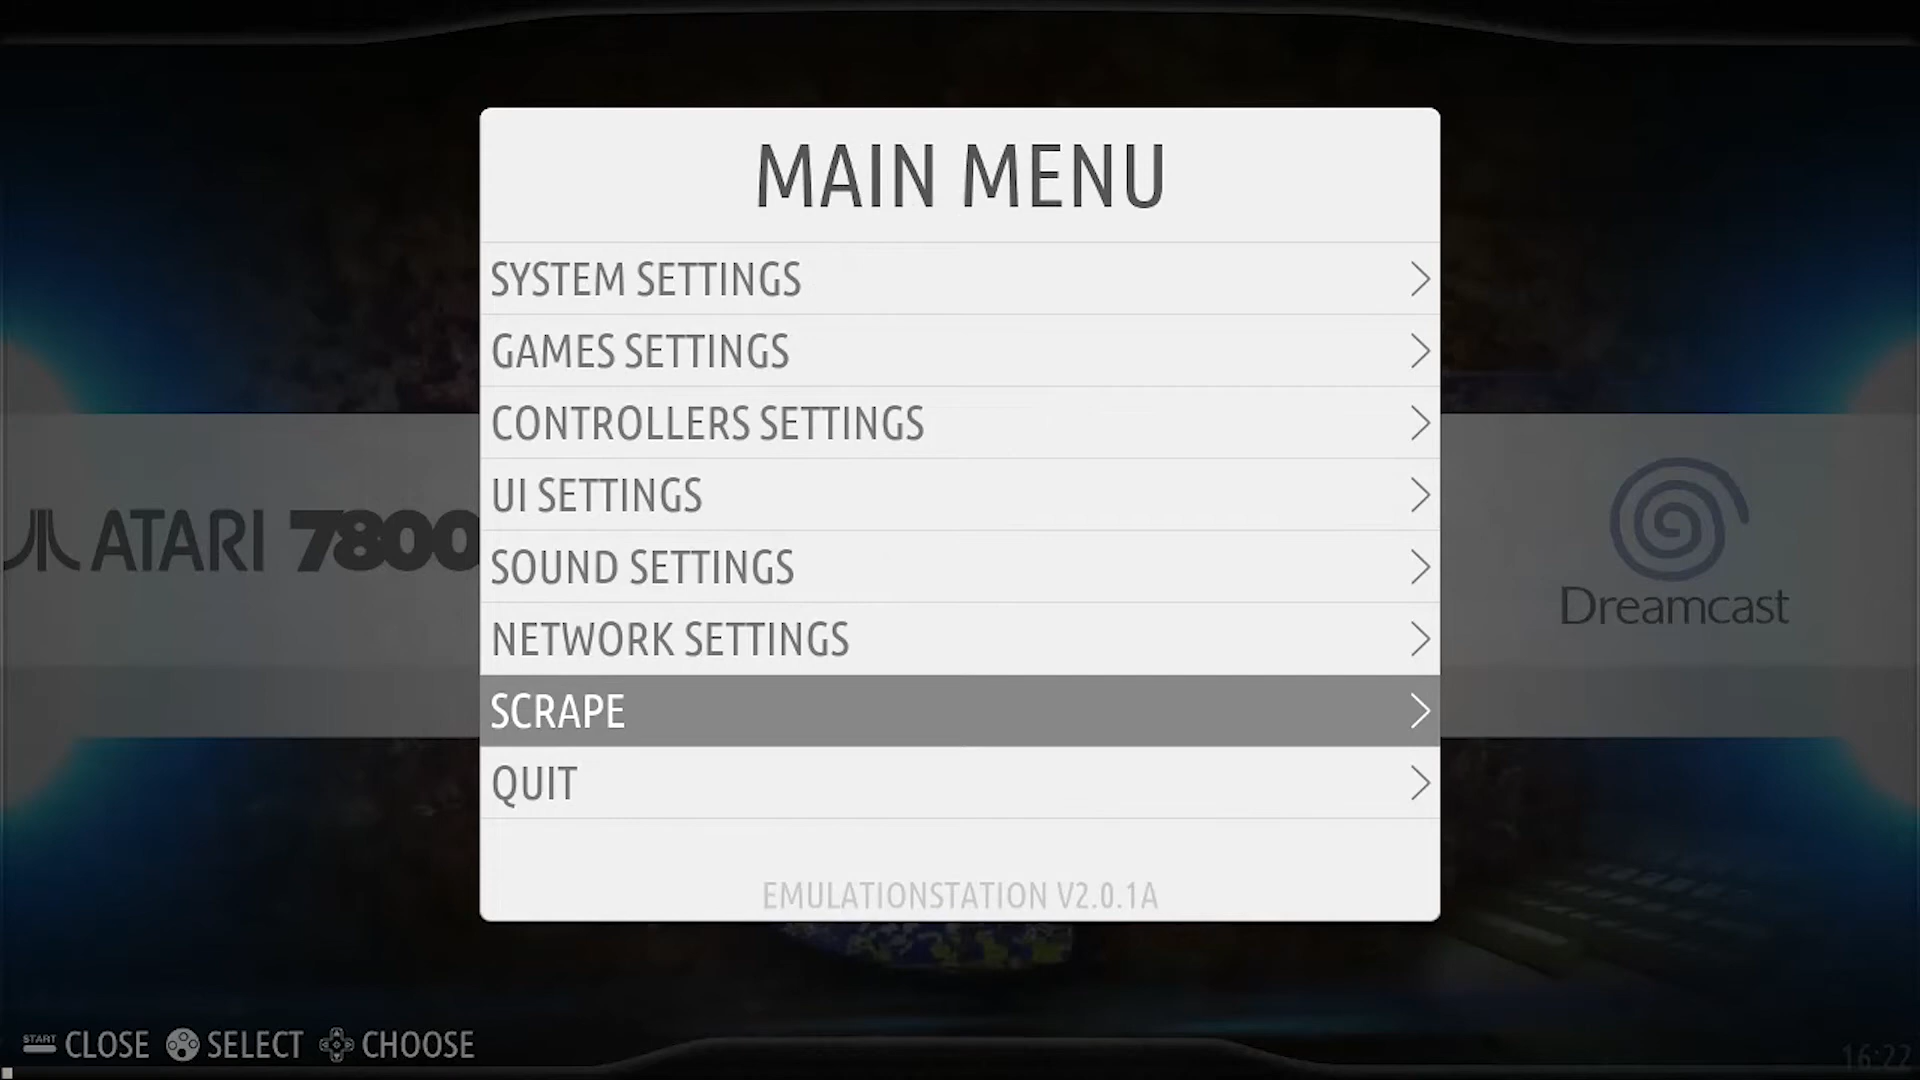 MAIN MENU
SYSTEM SETTINGS
GAMES SETTINGS
CONTROLLERS SETTINGS
UI SETTINGS
SOUND SETTINGS
NETWORK SETTINGS
SCRAPE
QUIT
EMULATIONSTATION V2.0.1A
ATARI 7800
Dreamcast
START CLOSE SELECT CHOOSE
16:22